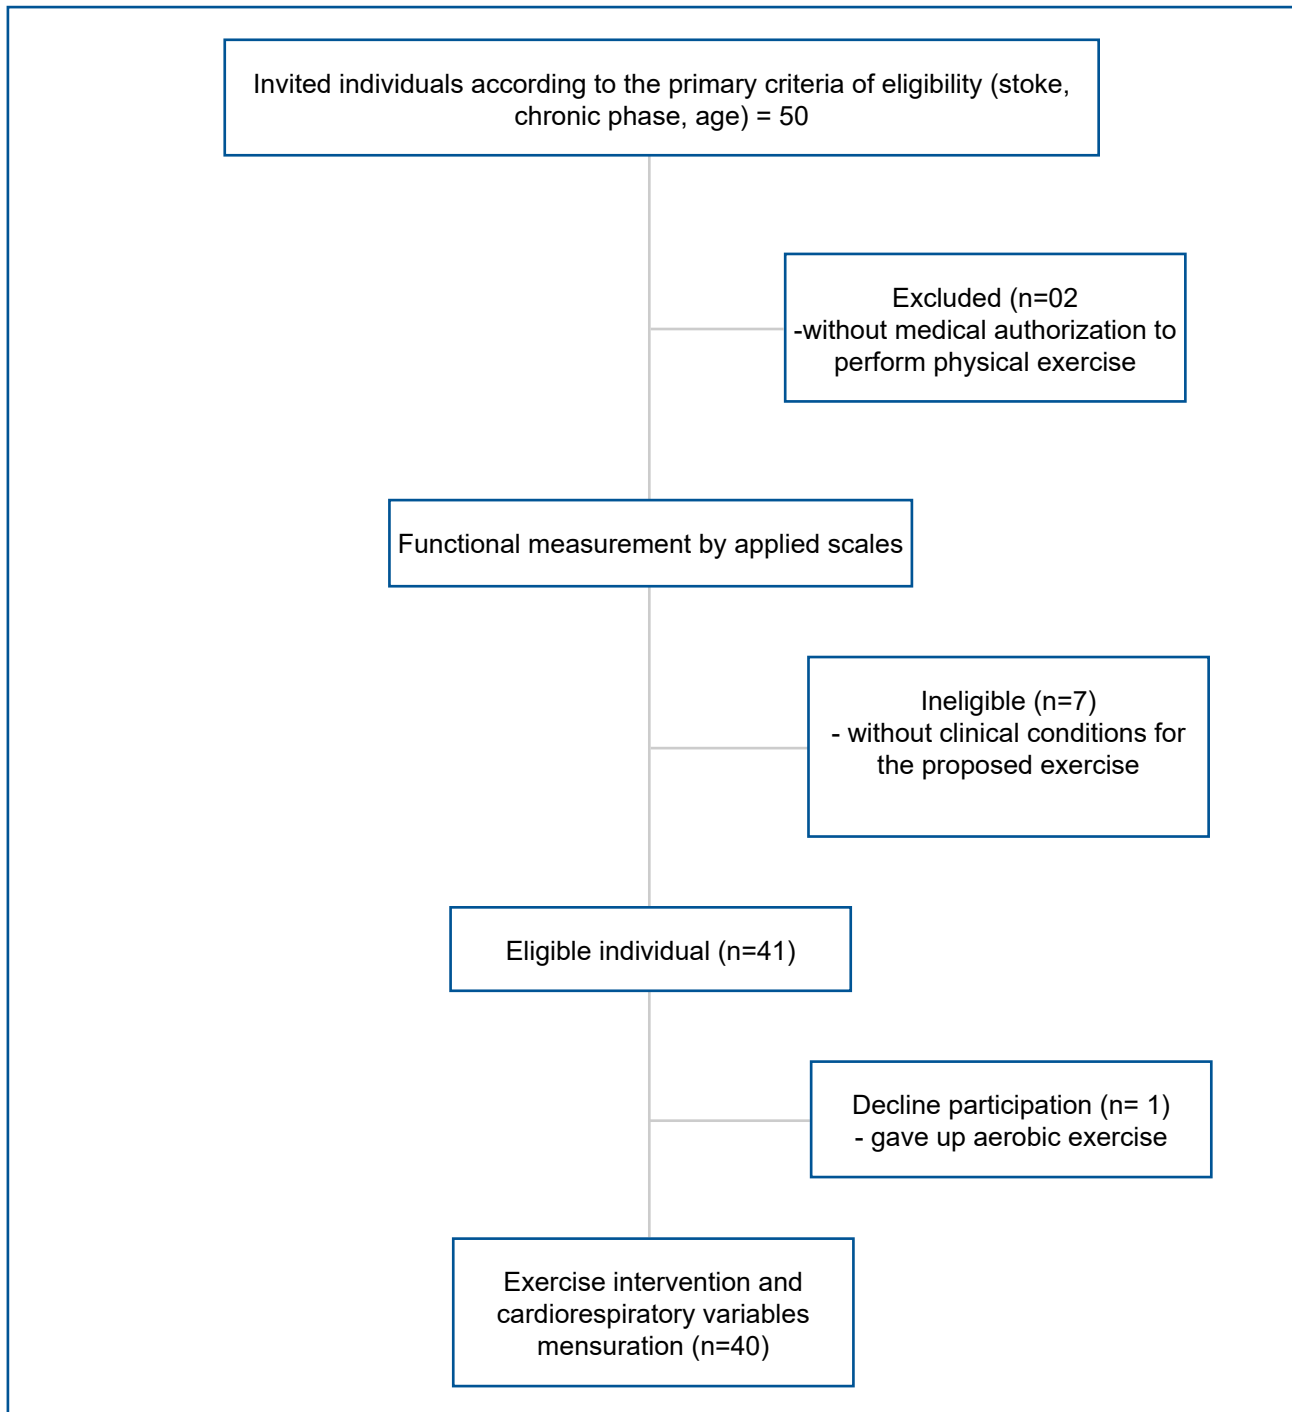 Invited individuals according to the primary criteria of eligibility (stoke,
chronic phase, age) = 50
Excluded (n=02
-without medical authorization to
perform physical exercise
Functional measurement by applied scales
Ineligible (n=7)
- without clinical conditions for
the proposed exercise
Eligible individual (n=41)
Decline participation (n= 1)
- gave up aerobic exercise
Exercise intervention and
cardiorespiratory variables
mensuration (n=40)